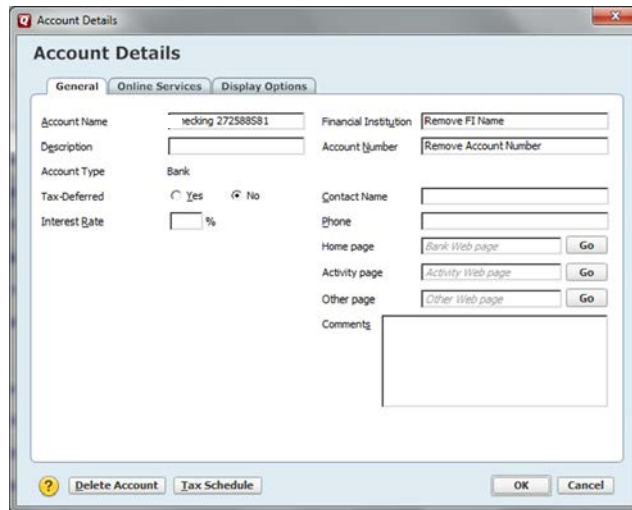 Account Details
Account Details
General Online Services Display Options
Account Name hecking 272588S81
Financial Institution Remove FI Name
Description
Account Number Remove Account Number
Account Type Bank
Tax-Deferred Yes No
Contact Name
Interest Rate %
Phone
Home page Bank Web page Go
Activity page Activity Web page Go
Other page Other Web page Go
Comments
? Delete Account Tax Schedule OK Cancel